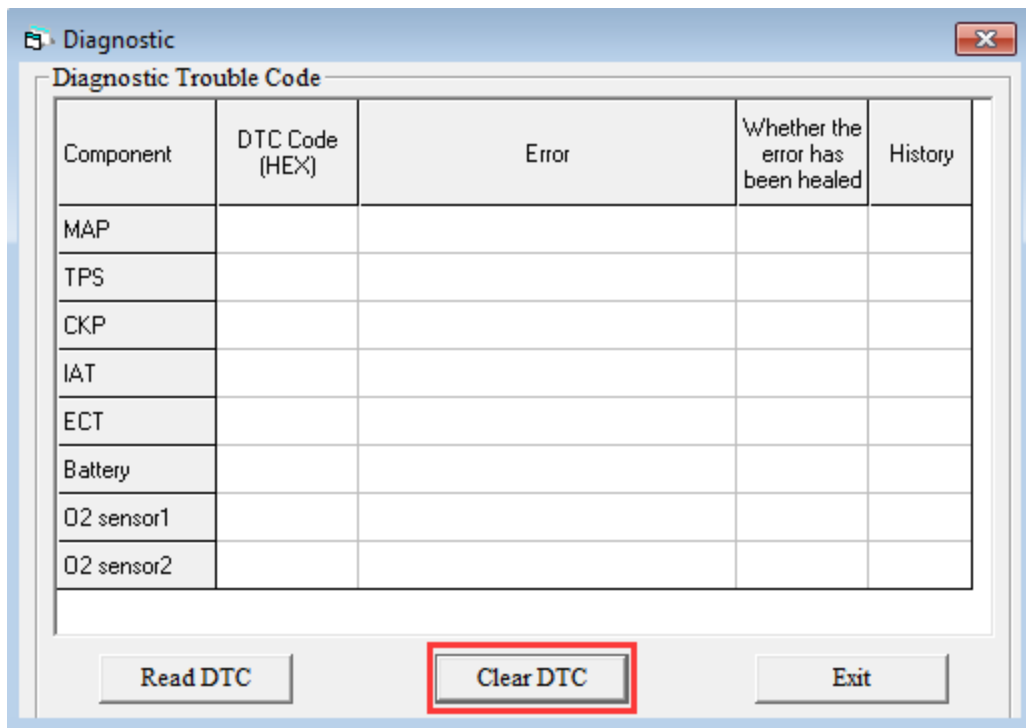 Diagnostic
Diagnostic Trouble Code
Component
DTC Code
(HEX)
Error
Whether the
error has
been healed
History
MAP
TPS
CKP
IAT
ECT
Battery
O2 sensor1
O2 sensor2
Read DTC
Clear DTC
Exit